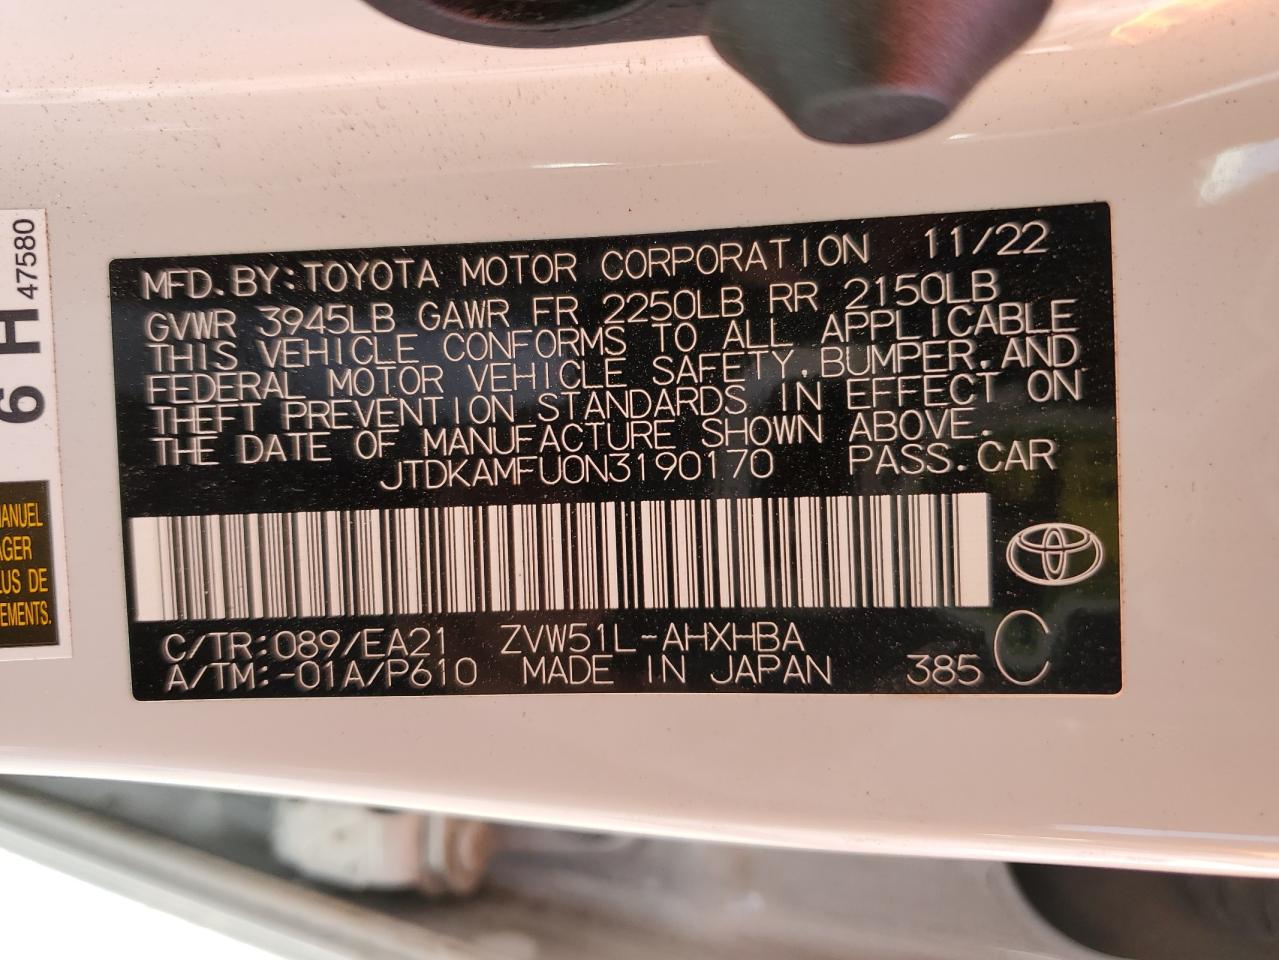 MFD. BY: TOYOTA MOTOR CORPORATION 11/22
GVWR 3945LB GAWR FR 2250LB RR 2150LB
THIS VEHICLE CONFORMS TO ALL APPLICABLE
FEDERAL MOTOR VEHICLE SAFETY, BUMPER, AND
THEFT PREVENTION STANDARDS IN EFFECT ON
THE DATE OF MANUFACTURE SHOWN ABOVE.
JTDKAMFU0N3190170 PASS. CAR
C/TR: 089/EA21 ZVW51L-AHXHBA
A/TM: -01A/P610 MADE IN JAPAN 385 C
6 H 47580
MANUEL
AGER
LUS DE
EMENTS.